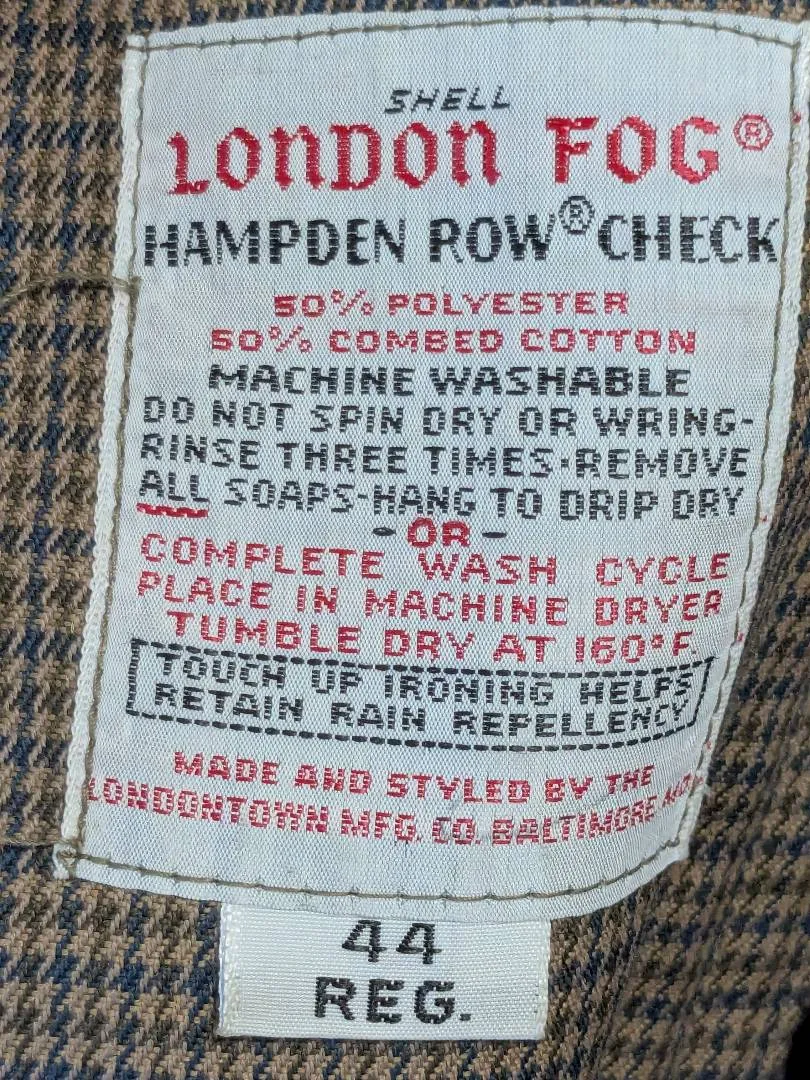 SHELL
LONDON FOG®
HAMPDEN ROW® CHECK
50% POLYESTER
50% COMBED COTTON
MACHINE WASHABLE
DO NOT SPIN DRY OR WRING-
RINSE THREE TIMES·REMOVE
ALL SOAPS-HANG TO DRIP DRY
- OR -
COMPLETE WASH CYCLE
PLACE IN MACHINE DRYER
TUMBLE DRY AT 160°F.
TOUCH UP IRONING HELPS
RETAIN RAIN REPELLENCY
MADE AND STYLED BY THE
LONDONTOWN MFG. CO. BALTIMORE
44
REG.